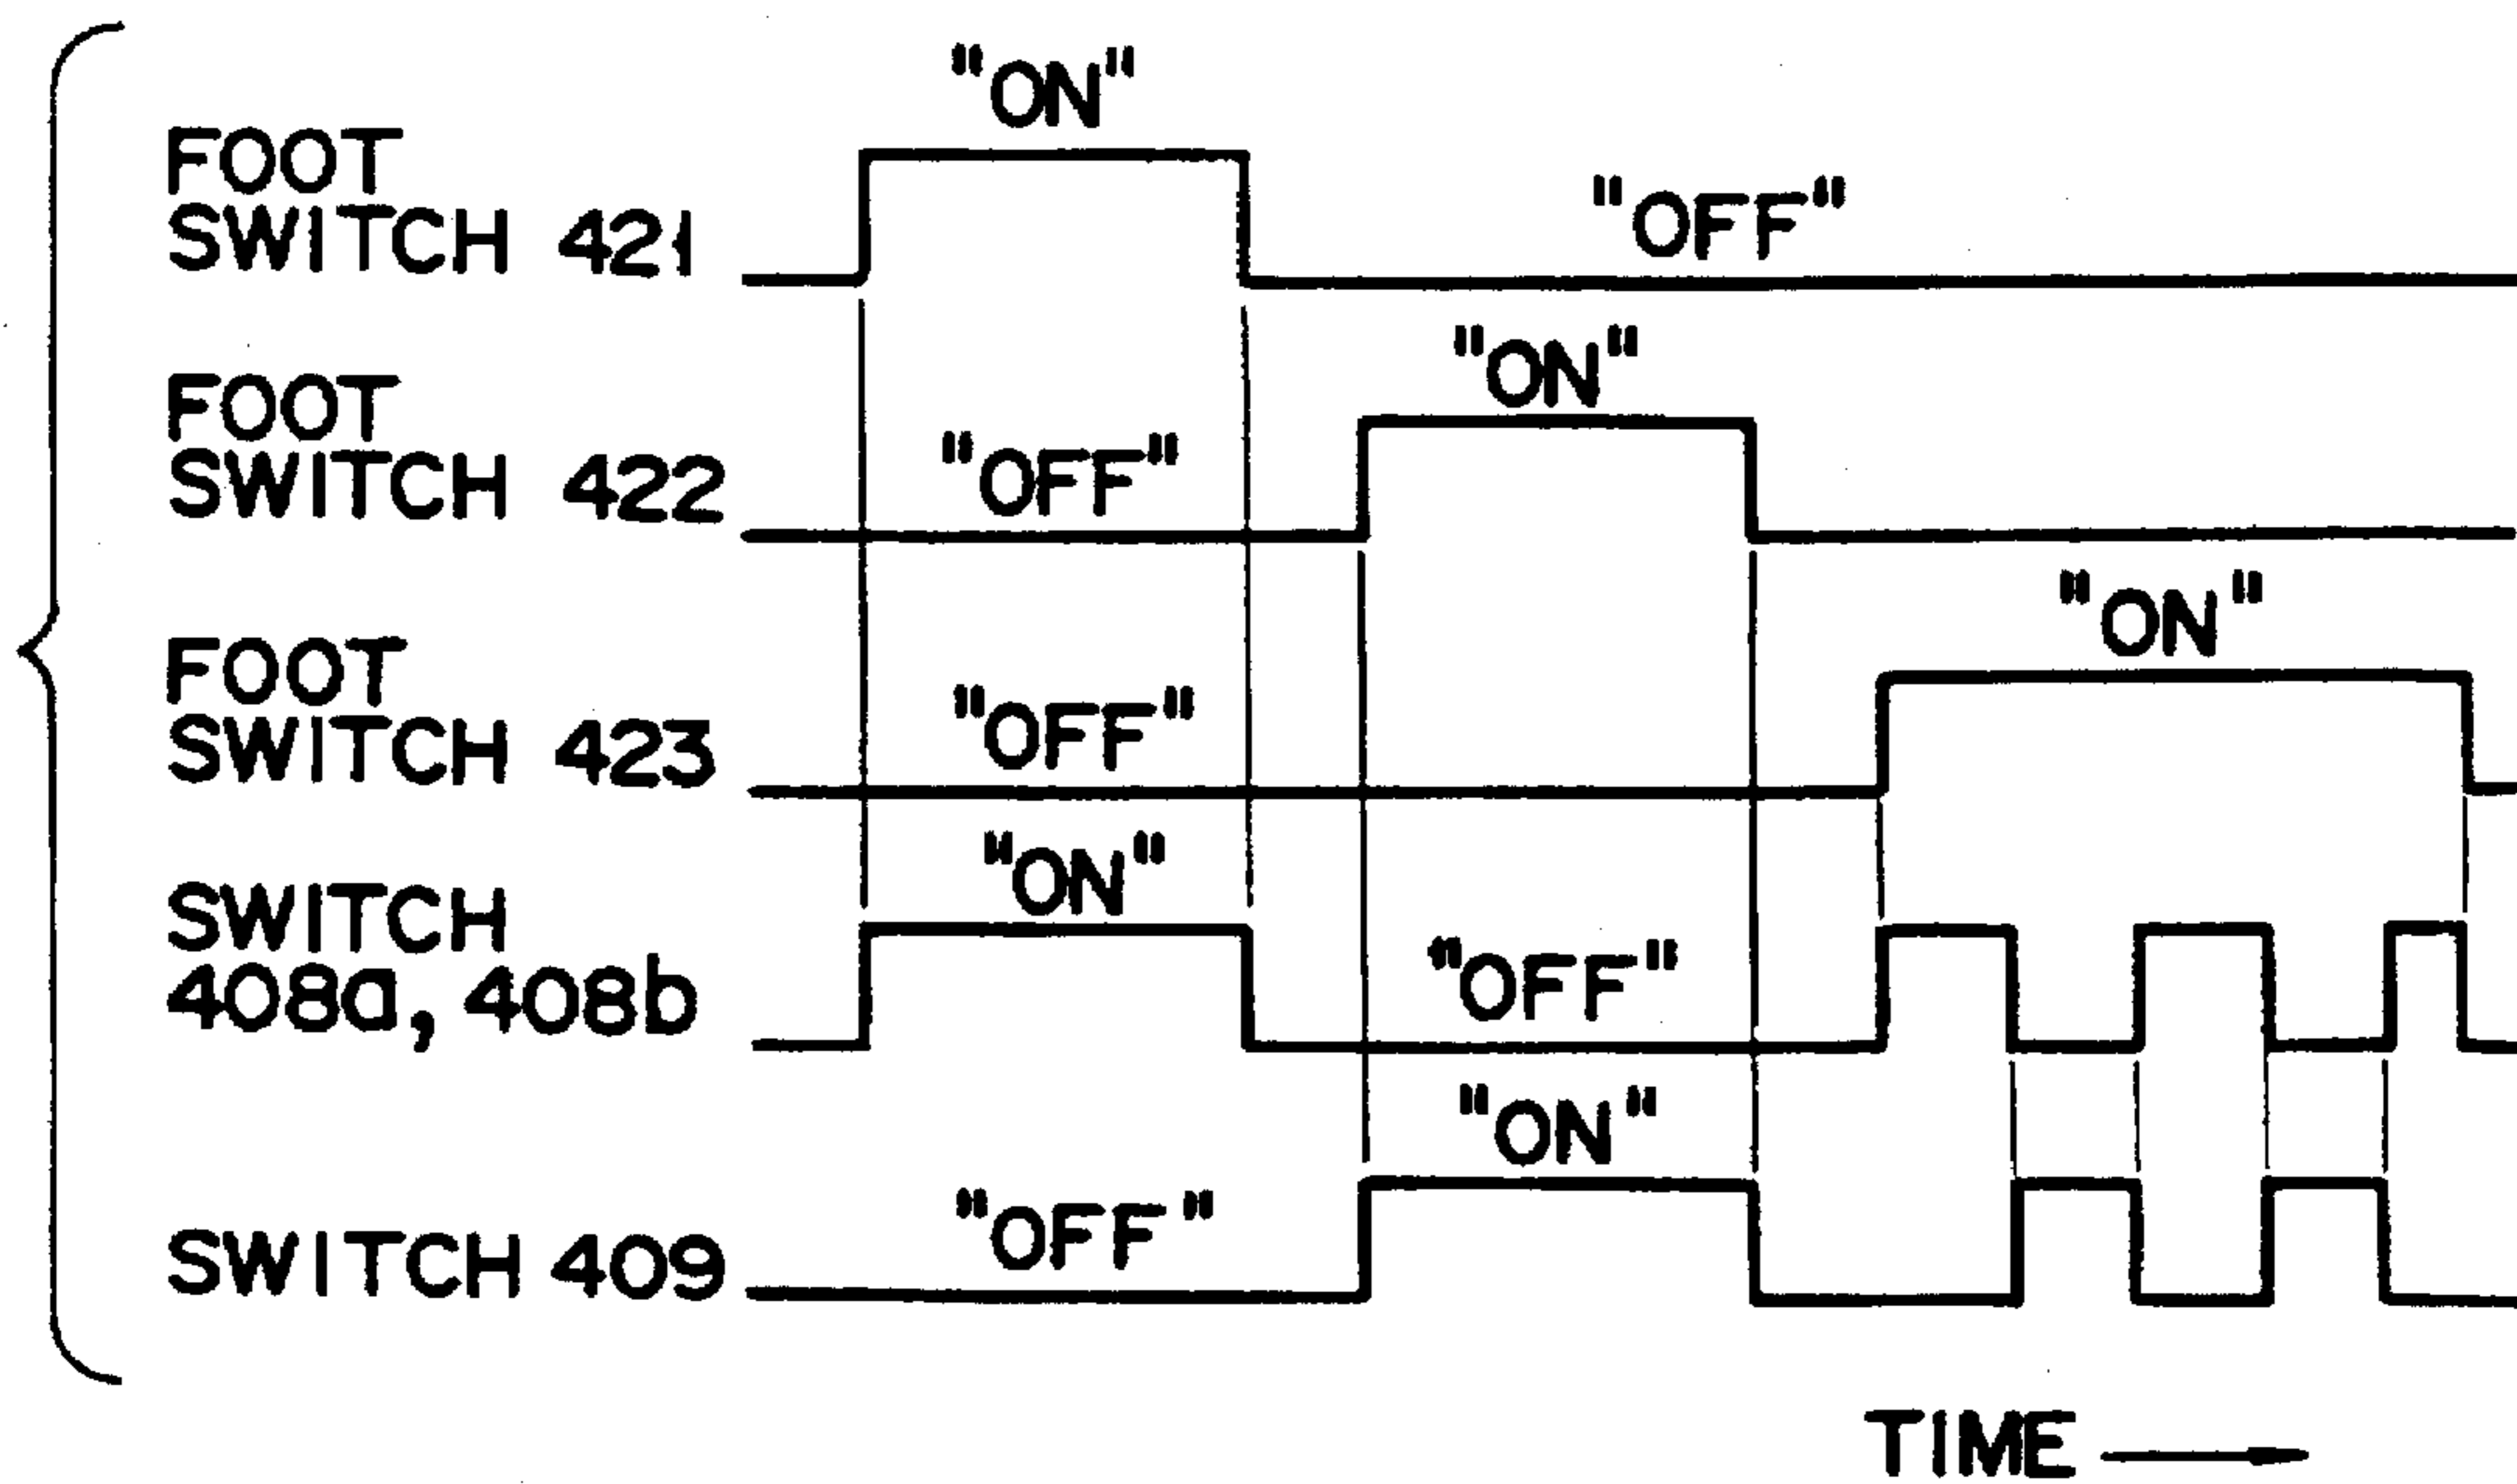 "ON"
FOOT
SWITCH 421
"OFF"
"ON"
FOOT
SWITCH 422
"OFF"
"ON"
FOOT
SWITCH 423
"OFF"
"ON"
SWITCH
408a, 408b
"OFF"
"ON"
SWITCH 409
"OFF"
TIME